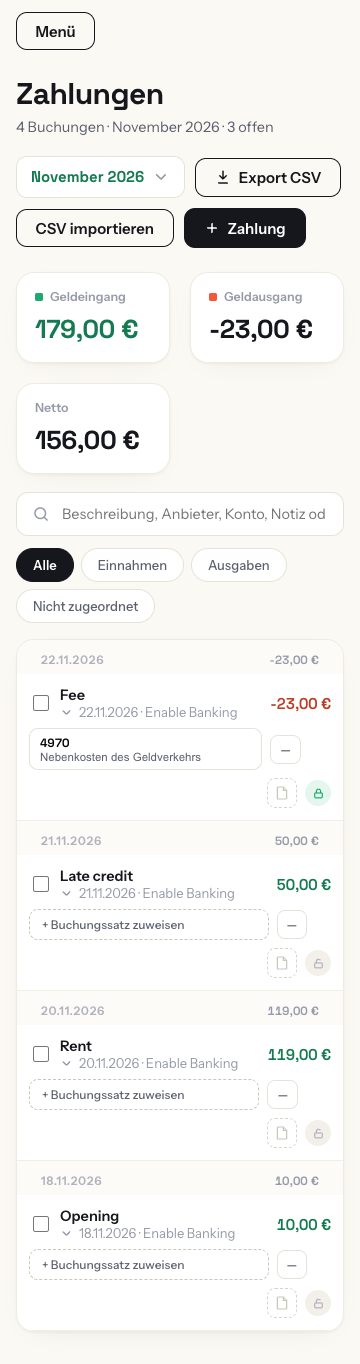 Menü
Zahlungen
4 Buchungen · November 2026 · 3 offen
November 2026
Export CSV
CSV importieren
+ Zahlung
Geldeingang
179,00 €
Geldausgang
-23,00 €
Netto
156,00 €
Beschreibung, Anbieter, Konto, Notiz od
Alle
Einnahmen
Ausgaben
Nicht zugeordnet
22.11.2026 -23,00 €
Fee
22.11.2026 · Enable Banking
-23,00 €
4970
Nebenkosten des Geldverkehrs
–
21.11.2026 50,00 €
Late credit
21.11.2026 · Enable Banking
50,00 €
+ Buchungssatz zuweisen
–
20.11.2026 119,00 €
Rent
20.11.2026 · Enable Banking
119,00 €
+ Buchungssatz zuweisen
–
18.11.2026 10,00 €
Opening
18.11.2026 · Enable Banking
10,00 €
+ Buchungssatz zuweisen
–